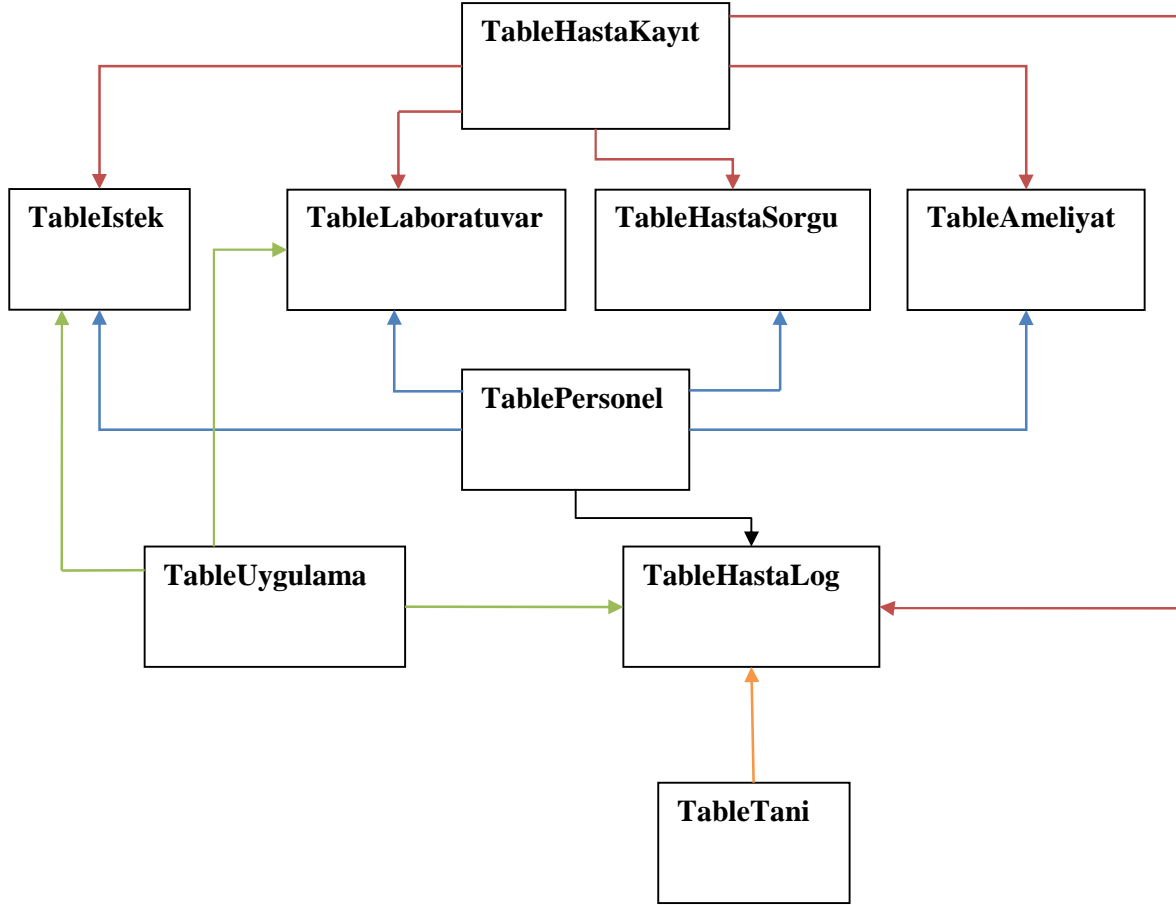 TableHastaKayıt
TableIstek
TableLaboratuvar
TableHastaSorgu
TableAmeliyat
TablePersonel
TableUygulama
TableHastaLog
TableTani